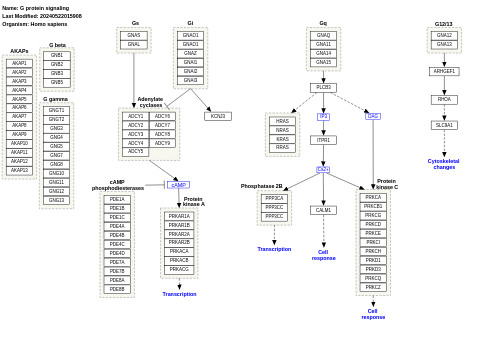 Name: G protein signaling
Last Modified: 20240522015908
Organism: Homo sapiens
AKAPs
AKAP1
AKAP2
AKAP3
AKAP4
AKAP5
AKAP6
AKAP7
AKAP8
AKAP9
AKAP10
AKAP11
AKAP12
AKAP13
G beta
GNB1
GNB2
GNB3
GNB5
G gamma
GNGT1
GNGT2
GNG3
GNG4
GNG5
GNG7
GNG8
GNG10
GNG11
GNG12
GNG13
Gs
GNAS
GNAL
Gi
GNAO1
GNAO1
GNAZ
GNAI1
GNAI2
GNAI3
Adenylate
cyclases
ADCY1
ADCY2
ADCY3
ADCY4
ADCY5
ADCY6
ADCY7
ADCY8
ADCY9
KCNJ3
cAMP
phosphodiesterases
PDE1A
PDE1B
PDE1C
PDE4A
PDE4B
PDE4C
PDE4D
PDE7A
PDE7B
PDE8A
PDE8B
cAMP
Protein
kinase A
PRKAR1A
PRKAR1B
PRKAR2A
PRKAR2B
PRKACA
PRKACB
PRKACG
Transcription
Gq
GNAQ
GNA11
GNA14
GNA15
PLCB3
HRAS
NRAS
KRAS
RRAS
IP3
DAG
ITPR1
Ca2+
Phosphatase 2B
PPP3CA
PPP3CC
PPP3CC
Transcription
CALM1
Cell
response
Protein
kinase C
PRKCA
PRKCB1
PRKCG
PRKCD
PRKCE
PRKCI
PRKCH
PRKD1
PRKD3
PRKCQ
PRKCZ
Cell
response
G12/13
GNA12
GNA13
ARHGEF1
RHOA
SLC9A1
Cytoskeletal
changes